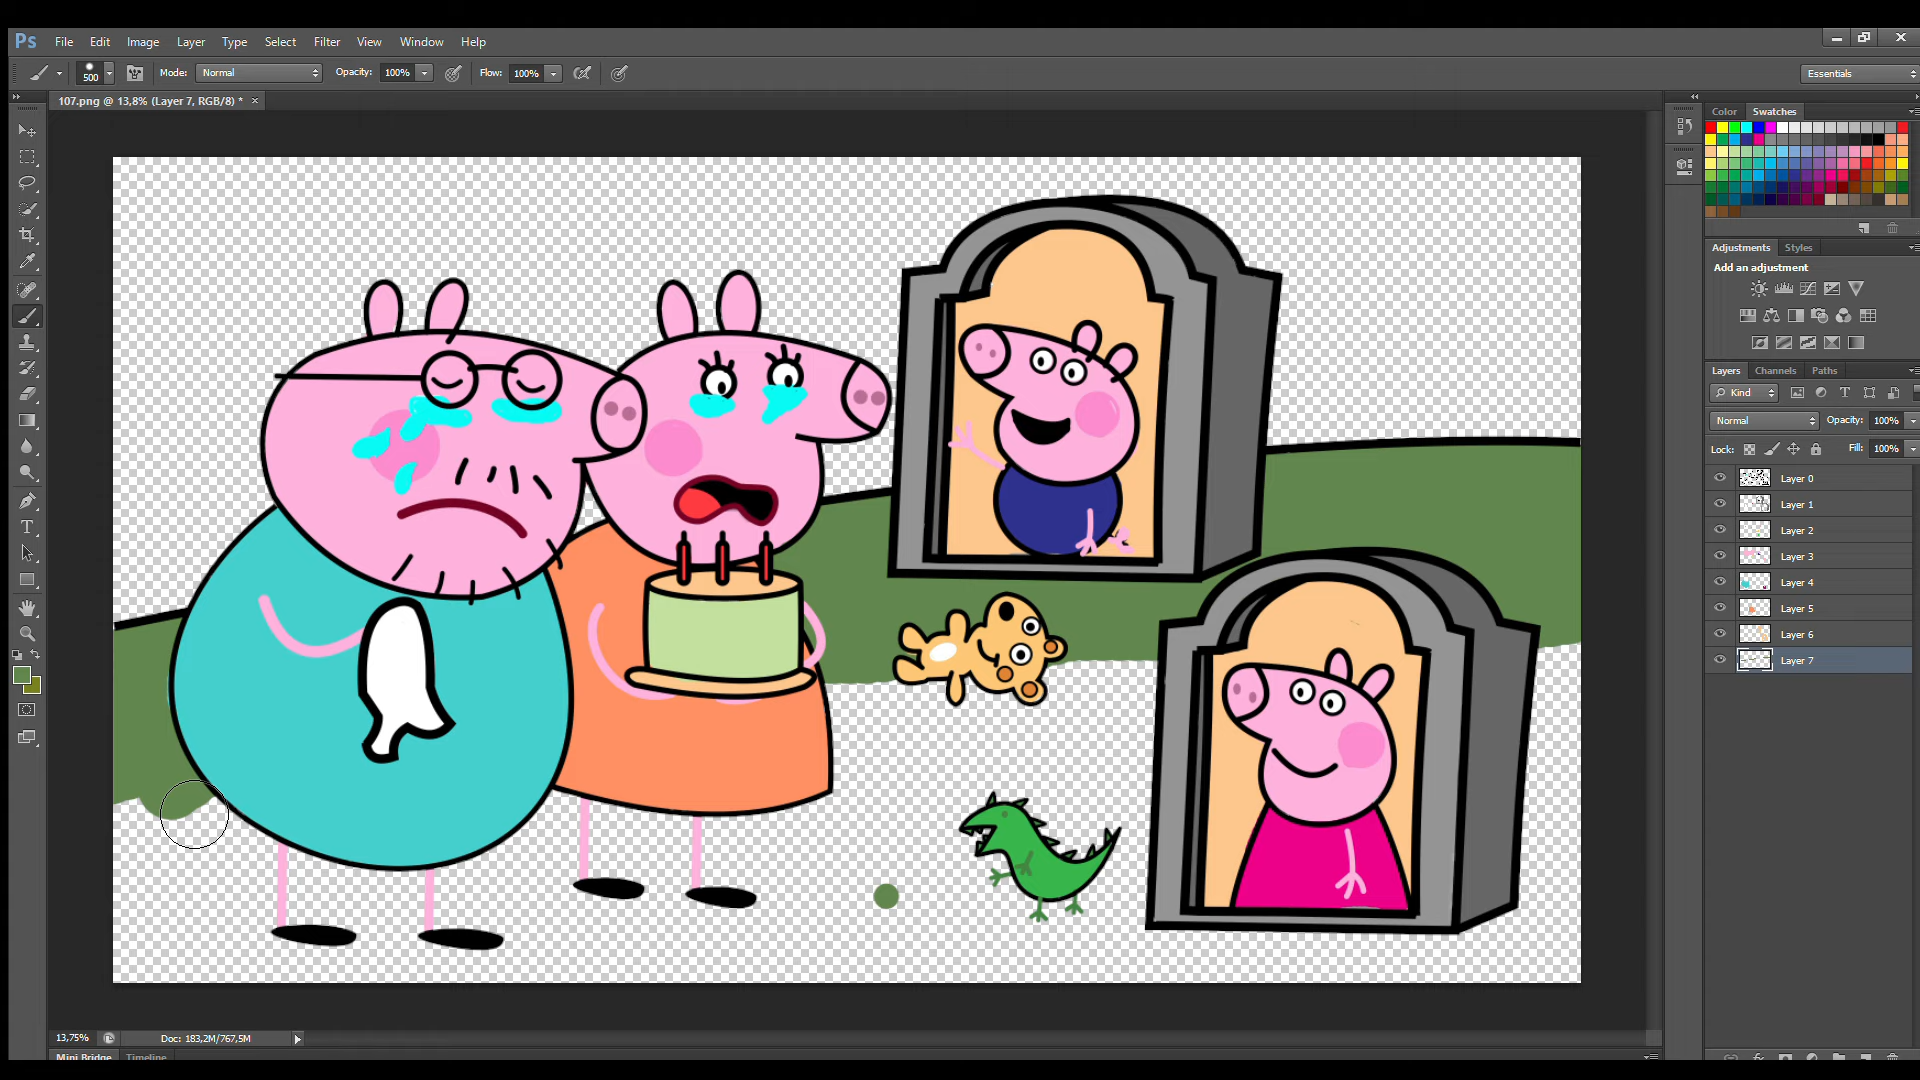 Ps File Edit Image Layer Type Select Filter View Window Help
500 Mode: Normal Opacity: 100% Flow: 100% Essentials
107.png @ 13,8% (Layer 7, RGB/8) * ×
Color Swatches
Adjustments Styles
Add an adjustment
Layers Channels Paths
Kind
Normal Opacity: 100%
Lock: Fill: 100%
Layer 0
Layer 1
Layer 2
Layer 3
Layer 4
Layer 5
Layer 6
Layer 7
13,75% Doc: 183,2M/767,5M
Mini Bridge Timeline